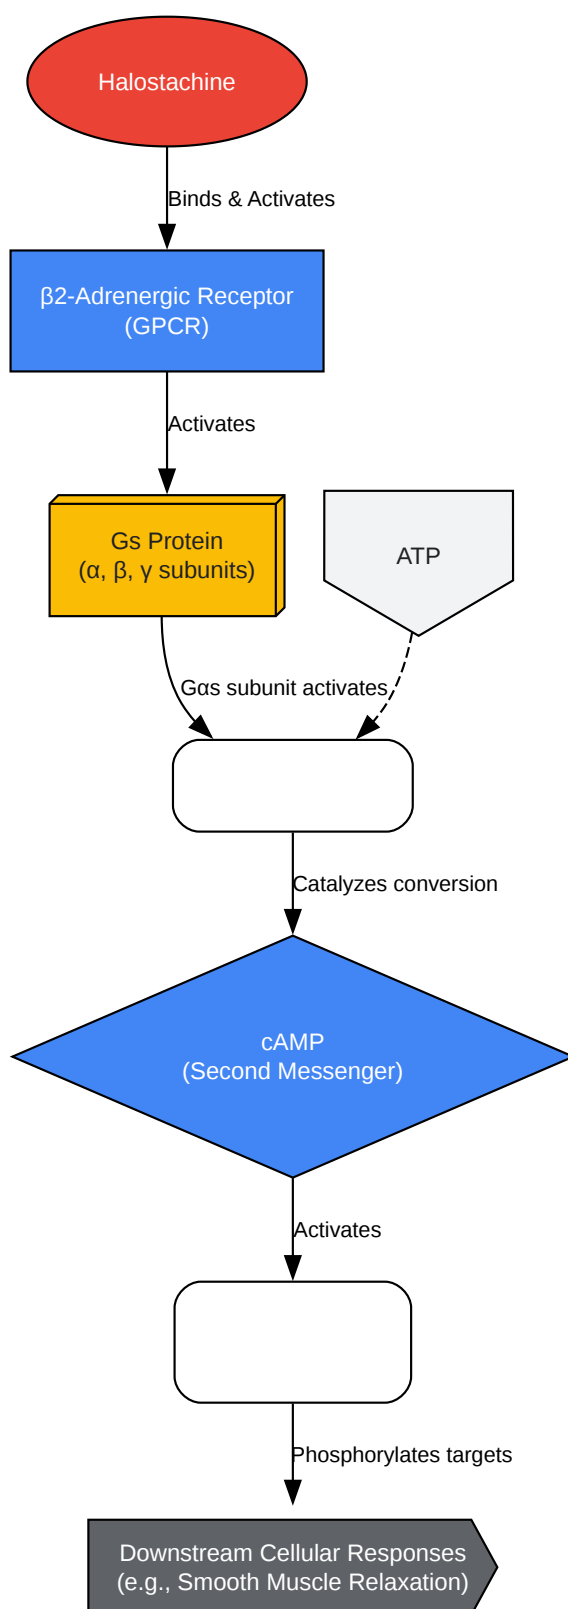 Halostachine
Binds & Activates
β2-Adrenergic Receptor
(GPCR)
Activates
Gs Protein
(α, β, γ subunits)
ATP
Gαs subunit activates
Catalyzes conversion
cAMP
(Second Messenger)
Activates
Phosphorylates targets
Downstream Cellular Responses
(e.g., Smooth Muscle Relaxation)